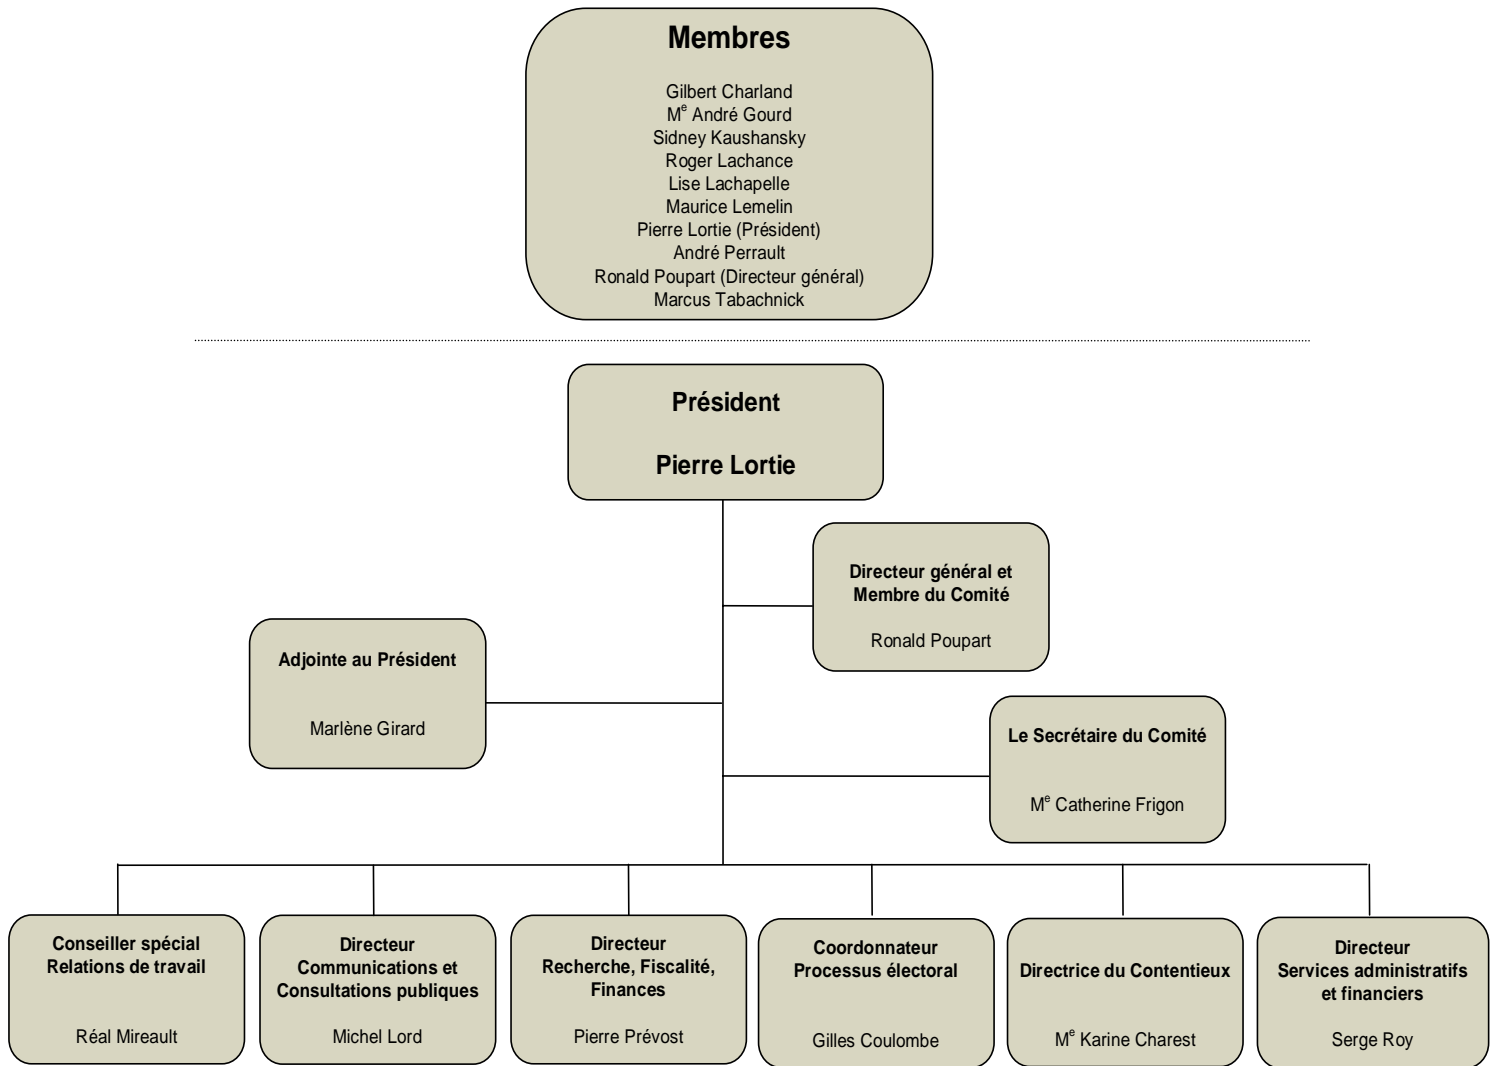 Membres
Gilbert Charland
Me André Gourd
Sidney Kaushansky
Roger Lachance
Lise Lachapelle
Maurice Lemelin
Pierre Lortie (Président)
André Perrault
Ronald Poupart (Directeur général)
Marcus Tabachnick
Président
Pierre Lortie
Directeur général et
Membre du Comité
Ronald Poupart
Adjointe au Président
Marlène Girard
Le Secrétaire du Comité
Me Catherine Frigon
Conseiller spécial
Relations de travail
Réal Mireault
Directeur
Communications et
Consultations publiques
Michel Lord
Directeur
Recherche, Fiscalité,
Finances
Pierre Prévost
Coordonnateur
Processus électoral
Gilles Coulombe
Directrice du Contentieux
Me Karine Charest
Directeur
Services administratifs
et financiers
Serge Roy